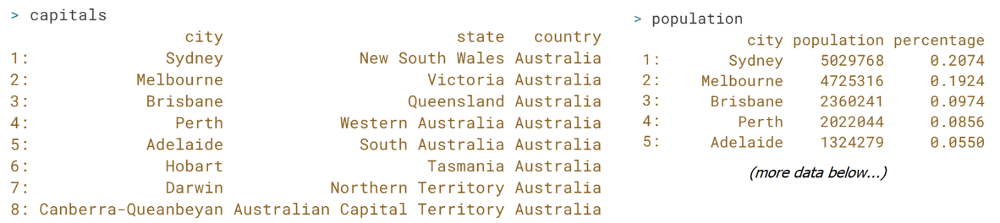 > capitals
city state country
1: Sydney New South Wales Australia
2: Melbourne Victoria Australia
3: Brisbane Queensland Australia
4: Perth Western Australia Australia
5: Adelaide South Australia Australia
6: Hobart Tasmania Australia
7: Darwin Northern Territory Australia
8: Canberra-Queanbeyan Australian Capital Territory Australia
> population
city population percentage
1: Sydney 5029768 0.2074
2: Melbourne 4725316 0.1924
3: Brisbane 2360241 0.0974
4: Perth 2022044 0.0856
5: Adelaide 1324279 0.0550
(more data below...)